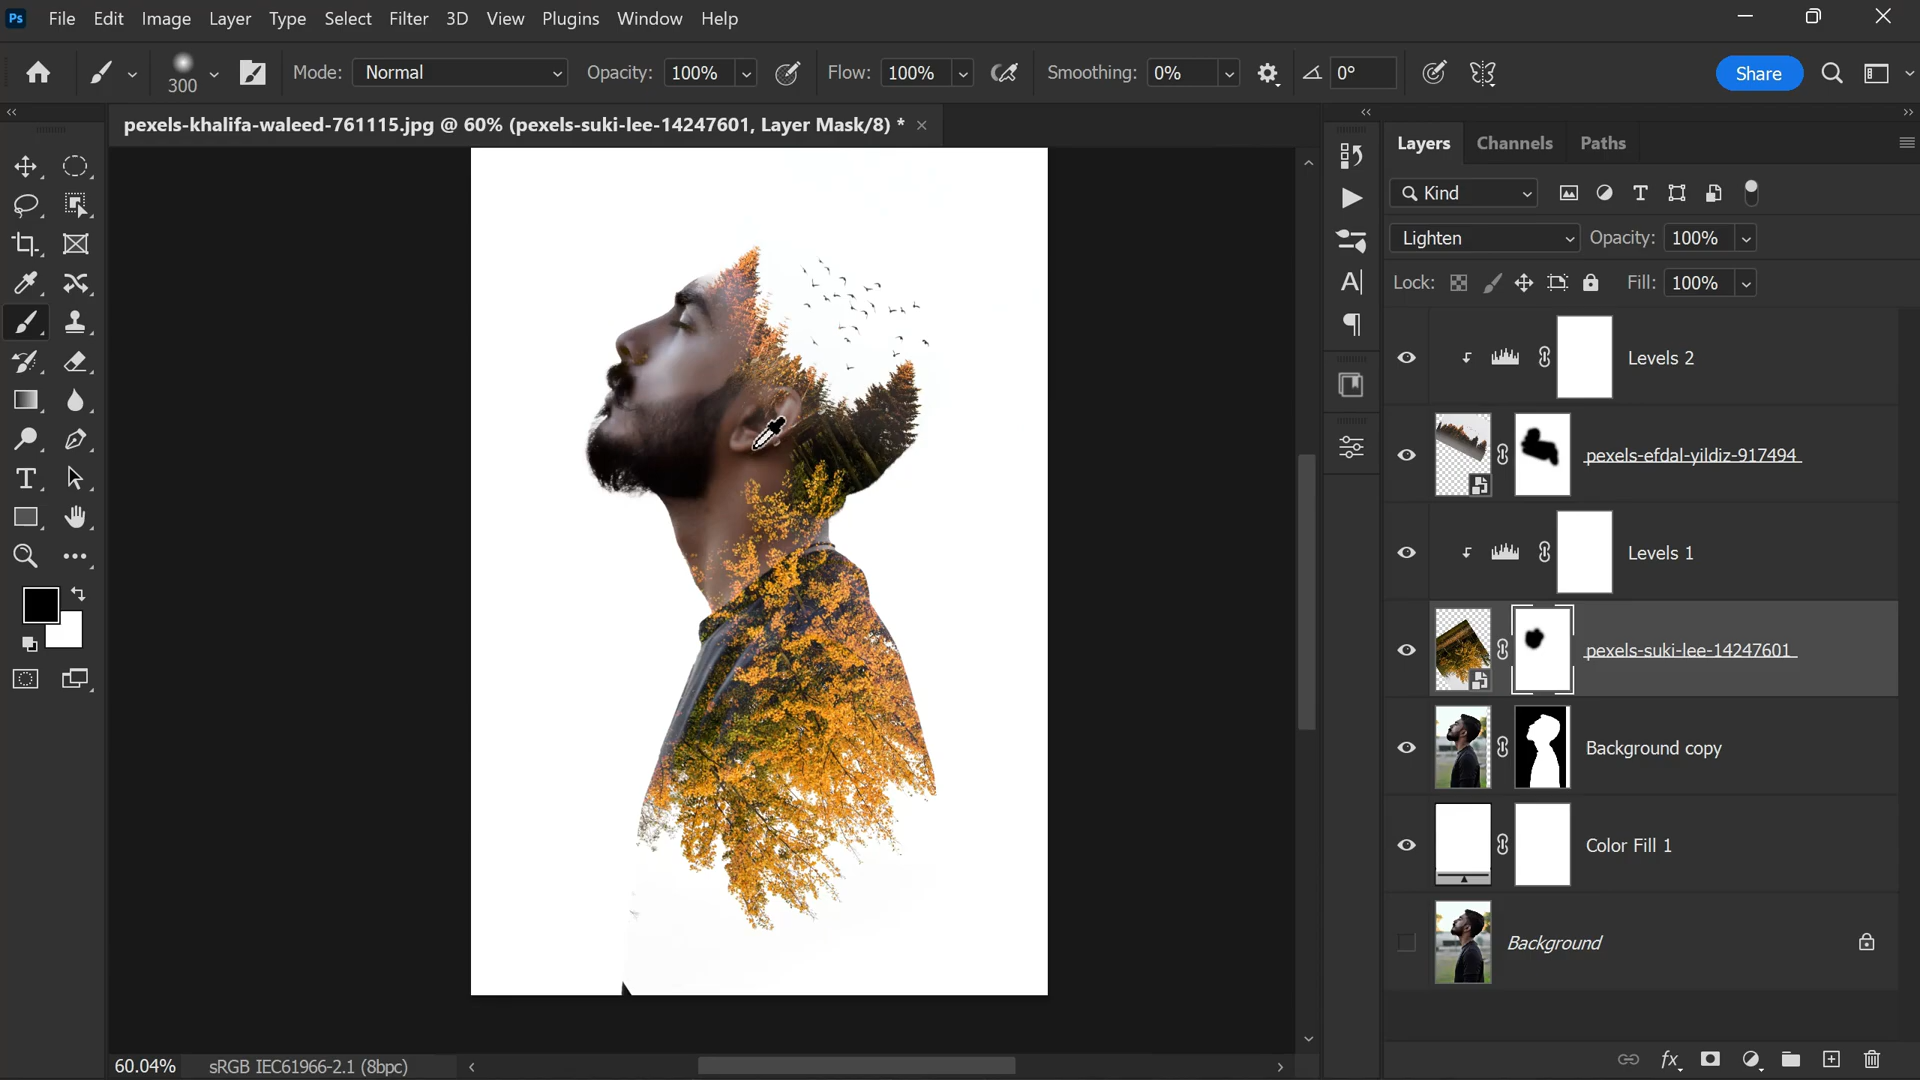 Ps File Edit Image Layer Type Select Filter 3D View Plugins Window Help
300 Mode: Normal Opacity: 100% Flow: 100% Smoothing: 0% 0° Share
pexels-khalifa-waleed-761115.jpg @ 60% (pexels-suki-lee-14247601, Layer Mask/8) *
Layers Channels Paths
Kind
Lighten Opacity: 100%
Lock: Fill: 100%
Levels 2
pexels-efdal-yildiz-917494
Levels 1
pexels-suki-lee-14247601
Background copy
Color Fill 1
Background
60.04% sRGB IEC61966-2.1 (8bpc)